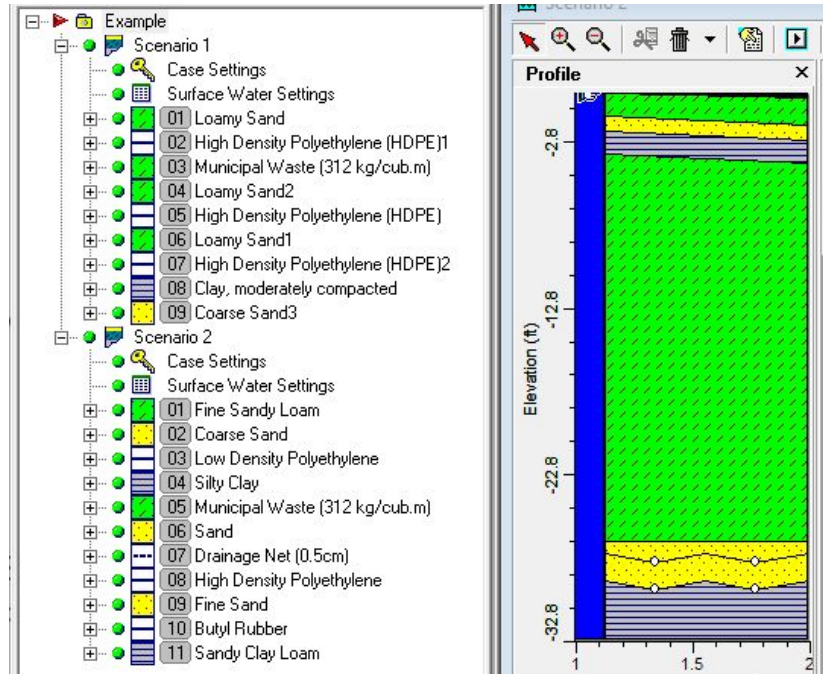 Example
Scenario 1
Case Settings
Surface Water Settings
01 Loamy Sand
02 High Density Polyethylene (HDPE)1
03 Municipal Waste (312 kg/cub.m)
04 Loamy Sand2
05 High Density Polyethylene (HDPE)
06 Loamy Sand1
07 High Density Polyethylene (HDPE)2
08 Clay, moderately compacted
09 Coarse Sand3
Scenario 2
Case Settings
Surface Water Settings
01 Fine Sandy Loam
02 Coarse Sand
03 Low Density Polyethylene
04 Silty Clay
05 Municipal Waste (312 kg/cub.m)
06 Sand
07 Drainage Net (0.5cm)
08 High Density Polyethylene
09 Fine Sand
10 Butyl Rubber
11 Sandy Clay Loam
Scenario 2
Profile
Elevation (ft)
-2.8
-12.8
-22.8
-32.8
1 1.5 2